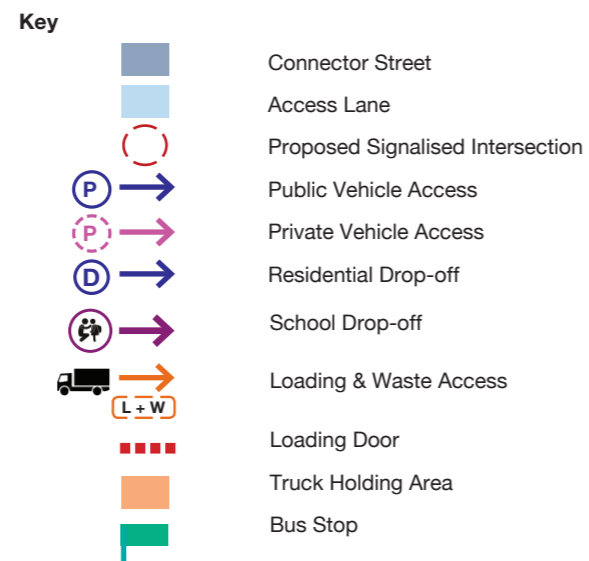 Key
Connector Street
Access Lane
Proposed Signalised Intersection
P Public Vehicle Access
P Private Vehicle Access
D Residential Drop-off
School Drop-off
Loading & Waste Access
L + W
Loading Door
Truck Holding Area
Bus Stop